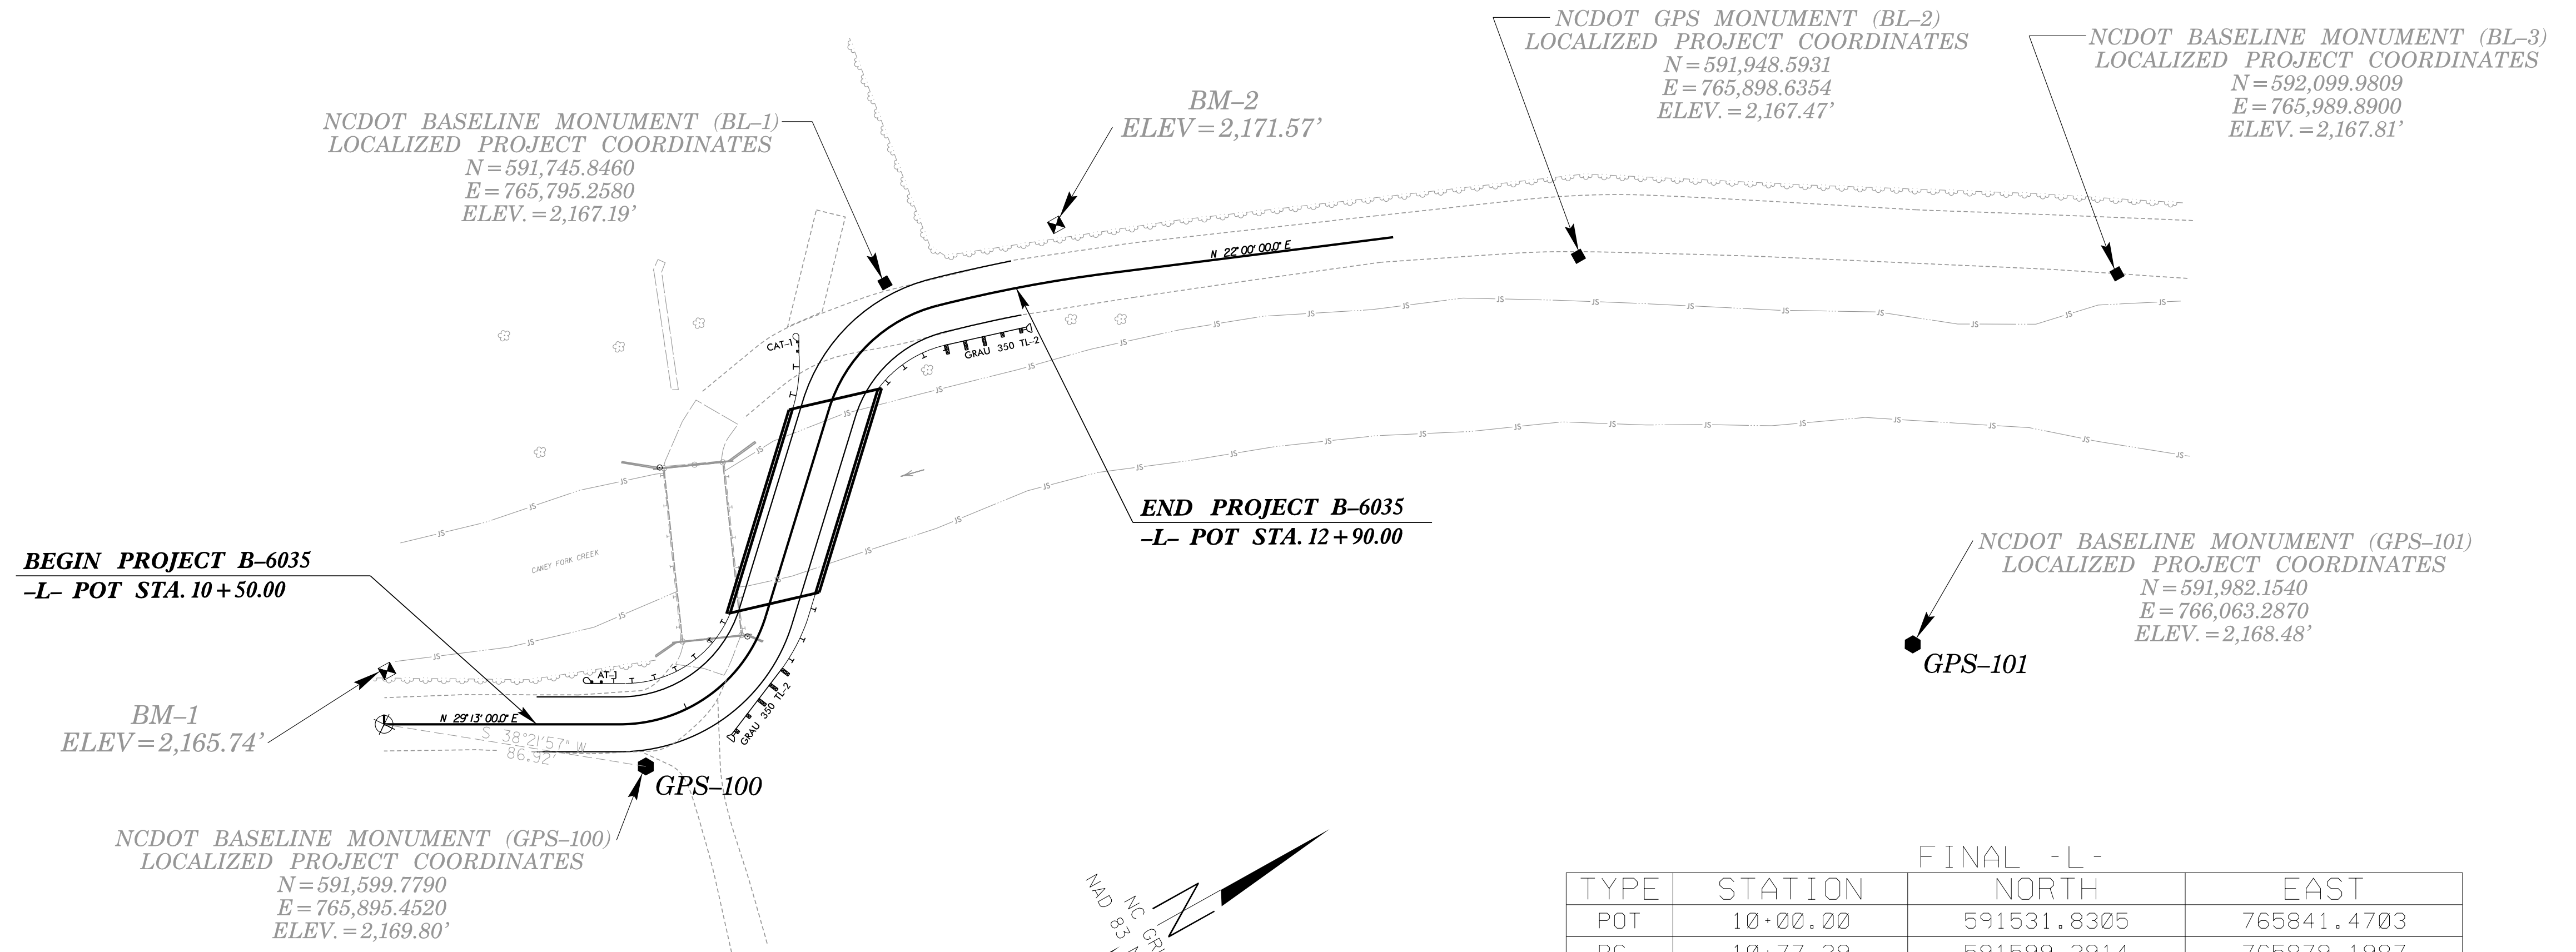 NCDOT GPS MONUMENT (BL–2)
LOCALIZED PROJECT COORDINATES
N=591,948.5931
E=765,898.6354
ELEV.=2,167.47'
NCDOT BASELINE MONUMENT (BL–3)
LOCALIZED PROJECT COORDINATES
N=592,099.9809
E=765,989.8900
ELEV.=2,167.81'
BM–2
ELEV=2,171.57'
NCDOT BASELINE MONUMENT (BL–1)
LOCALIZED PROJECT COORDINATES
N=591,745.8460
E=765,795.2580
ELEV.=2,167.19'
N 22°00'00.0" E
CAT–1
GRAU 350 TL–2
END PROJECT B–6035
–L– POT STA. 12+90.00
CANEY FORK CREEK
BEGIN PROJECT B–6035
–L– POT STA. 10+50.00
NCDOT BASELINE MONUMENT (GPS–101)
LOCALIZED PROJECT COORDINATES
N=591,982.1540
E=766,063.2870
ELEV.=2,168.48'
GPS–101
AT–1
GRAU 350 TL–2
N 29°13'00.0" E
S 38°21'57" W
86.92'
BM–1
ELEV=2,165.74'
GPS–100
NCDOT BASELINE MONUMENT (GPS–100)
LOCALIZED PROJECT COORDINATES
N=591,599.7790
E=765,895.4520
ELEV.=2,169.80'
NC
NAD 83
FINAL -L-
TYPE STATION NORTH EAST
POT 10+00.00 591531.8305 765841.4703